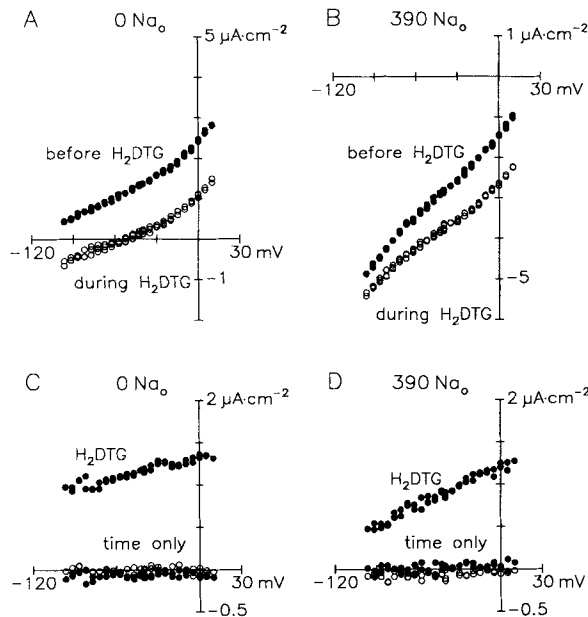 A
0 Naₒ
5 μA·cm⁻²
before H₂DTG
-120
30 mV
during H₂DTG
-1
B
390 Naₒ
1 μA·cm⁻²
-120
30 mV
before H₂DTG
-5
during H₂DTG
C
0 Naₒ
2 μA·cm⁻²
H₂DTG
time only
-120
30 mV
-0.5
D
390 Naₒ
2 μA·cm⁻²
H₂DTG
time only
-120
30 mV
-0.5